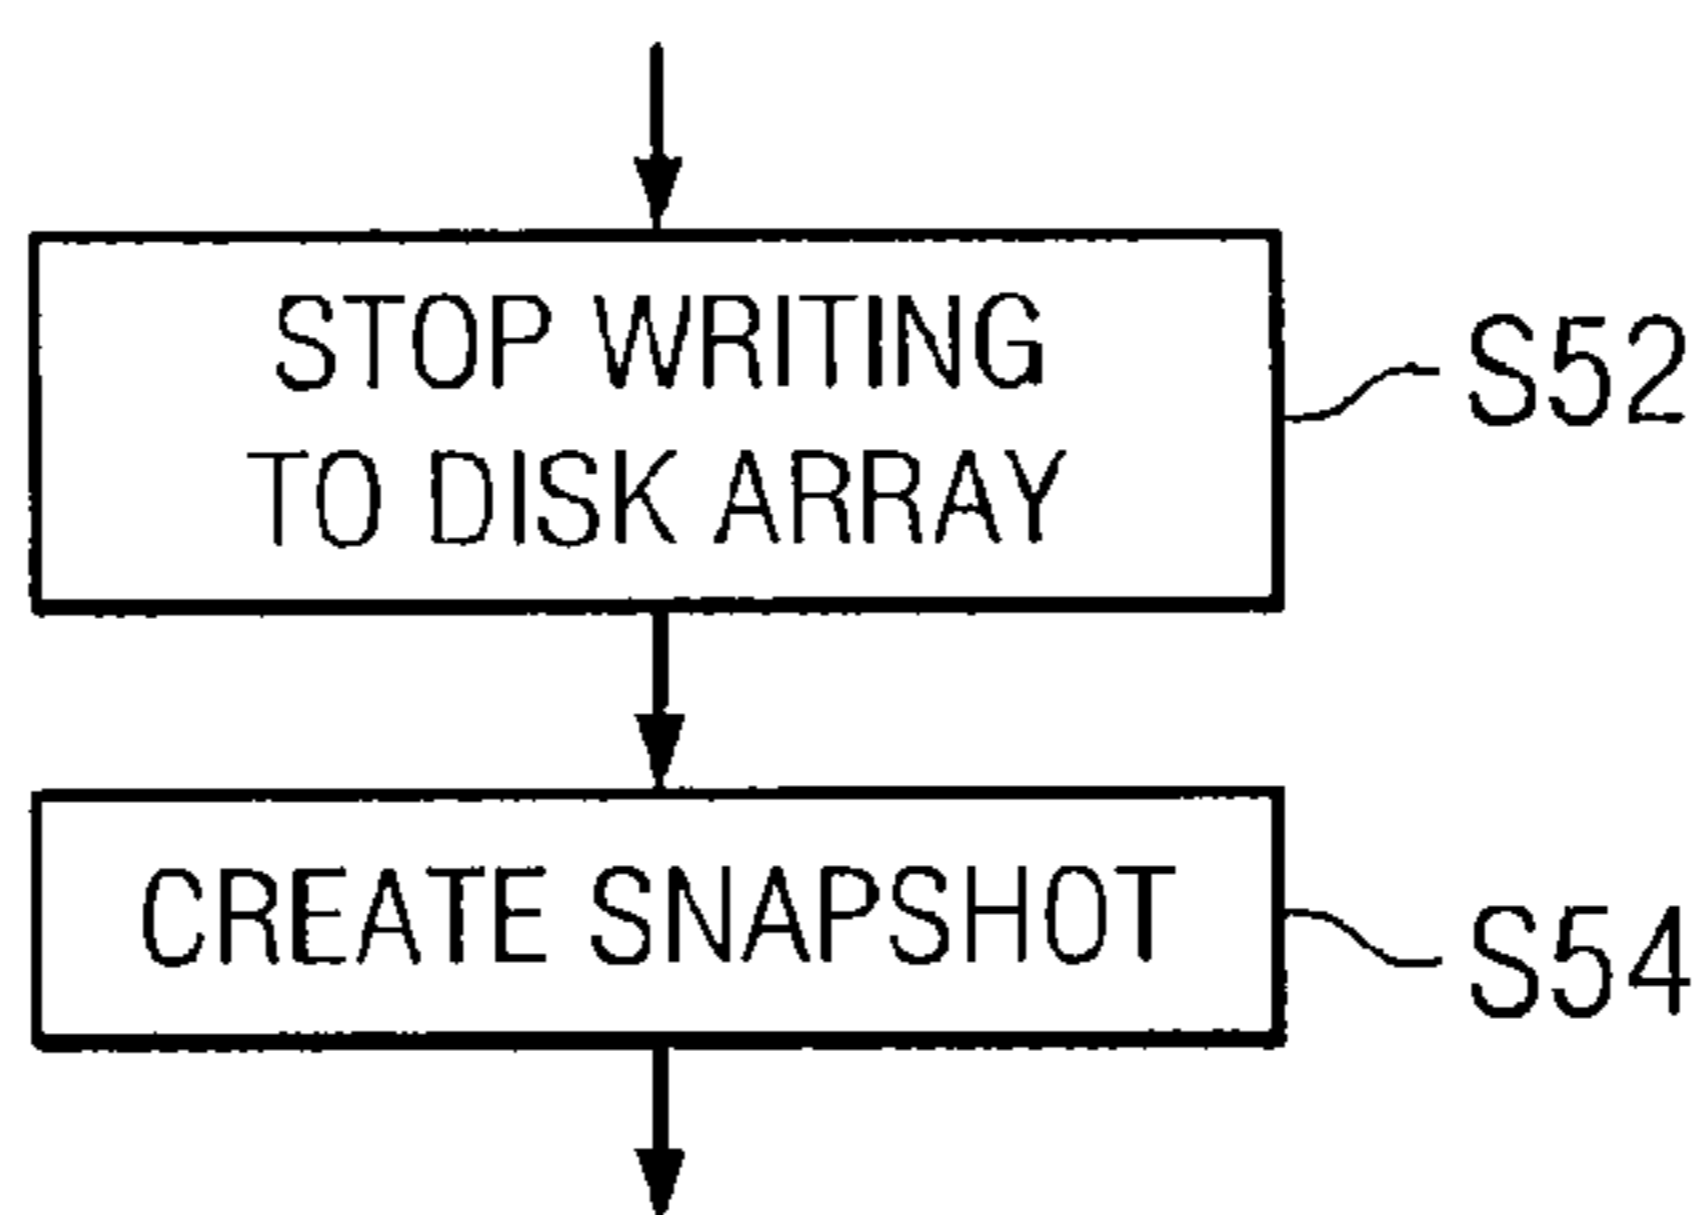 STOP WRITING
TO DISK ARRAY
S52
CREATE SNAPSHOT
S54